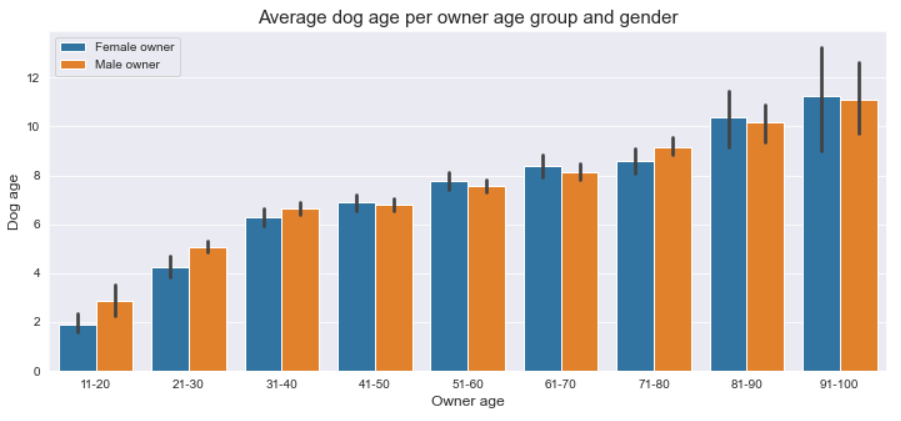 Average dog age per owner age group and gender
Female owner
Male owner
12
10
8
6
4
2
0
Dog age
11-20 21-30 31-40 41-50 51-60 61-70 71-80 81-90 91-100
Owner age